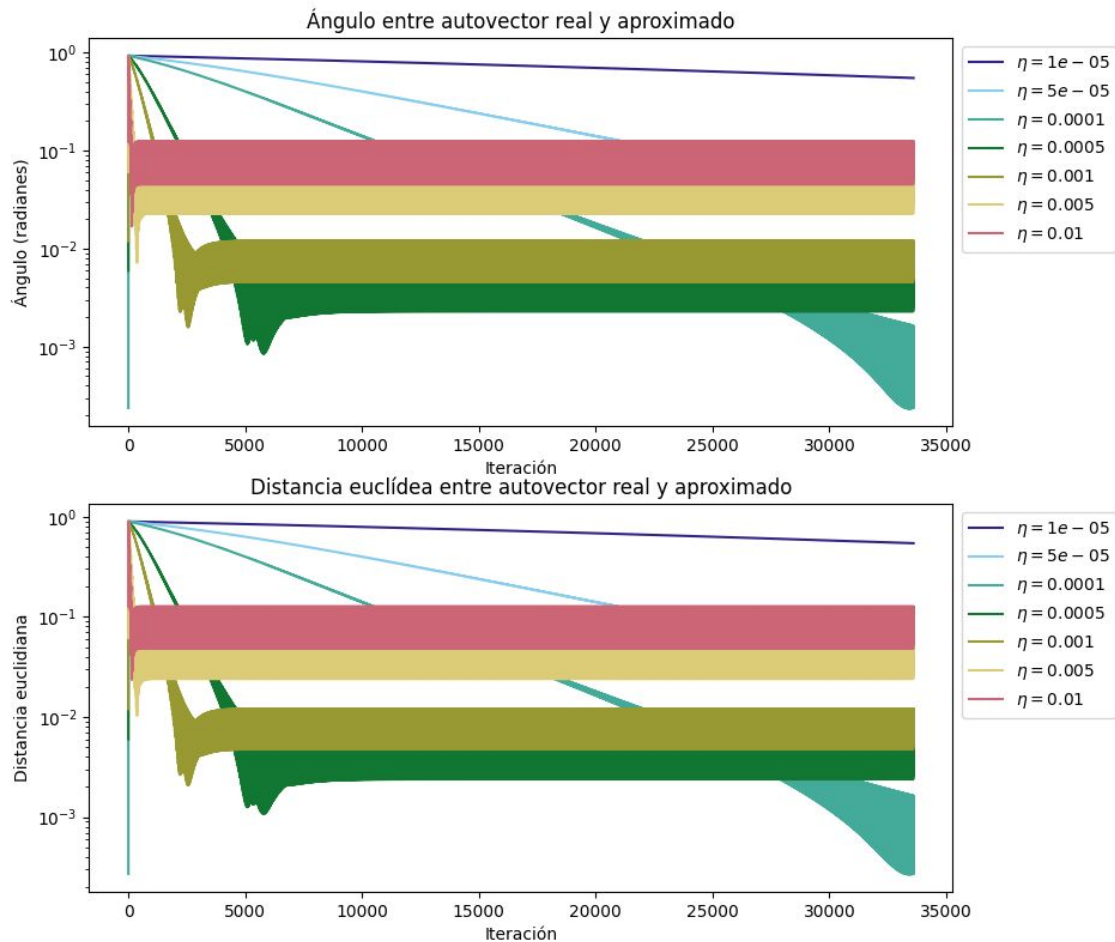 Ángulo entre autovector real y aproximado
10⁰
10⁻¹
10⁻²
10⁻³
Ángulo (radianes)
0 5000 10000 15000 20000 25000 30000 35000
Iteración
η = 1e − 05
η = 5e − 05
η = 0.0001
η = 0.0005
η = 0.001
η = 0.005
η = 0.01
Distancia euclídea entre autovector real y aproximado
10⁰
10⁻¹
10⁻²
10⁻³
Distancia euclidiana
0 5000 10000 15000 20000 25000 30000 35000
Iteración
η = 1e − 05
η = 5e − 05
η = 0.0001
η = 0.0005
η = 0.001
η = 0.005
η = 0.01